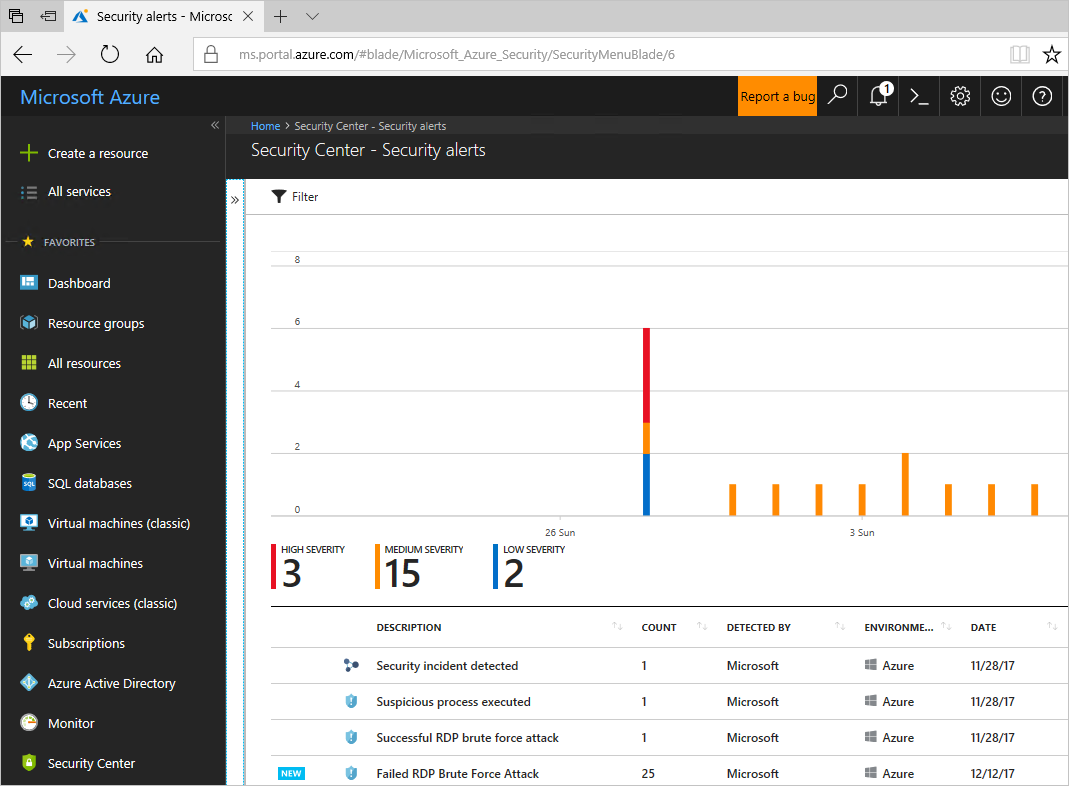 Security alerts - Microsc
ms.portal.azure.com/#blade/Microsoft_Azure_Security/SecurityMenuBlade/6
Microsoft Azure
Report a bug
1
Home > Security Center - Security alerts
Security Center - Security alerts
Create a resource
All services
FAVORITES
Dashboard
Resource groups
All resources
Recent
App Services
SQL
SQL databases
Virtual machines (classic)
Virtual machines
Cloud services (classic)
Subscriptions
Azure Active Directory
Monitor
Security Center
Filter
8
6
4
2
0
26 Sun 3 Sun
HIGH SEVERITY MEDIUM SEVERITY LOW SEVERITY
3 15 2
DESCRIPTION COUNT DETECTED BY ENVIRONME... DATE
Security incident detected 1 Microsoft Azure 11/28/17
Suspicious process executed 1 Microsoft Azure 11/28/17
Successful RDP brute force attack 1 Microsoft Azure 11/28/17
NEW Failed RDP Brute Force Attack 25 Microsoft Azure 12/12/17